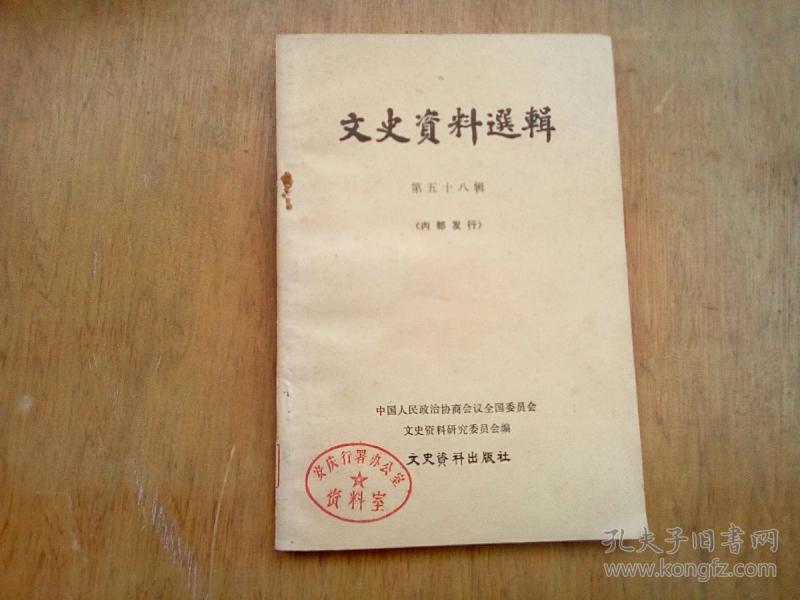 文史資料選輯
第五十八辑
《内部发行》
中国人民政治协商会议全国委员会
文史资料研究委员会编
文史资料出版社
安庆行署办公室
资料室
孔夫子旧书网
www.kongfz.com